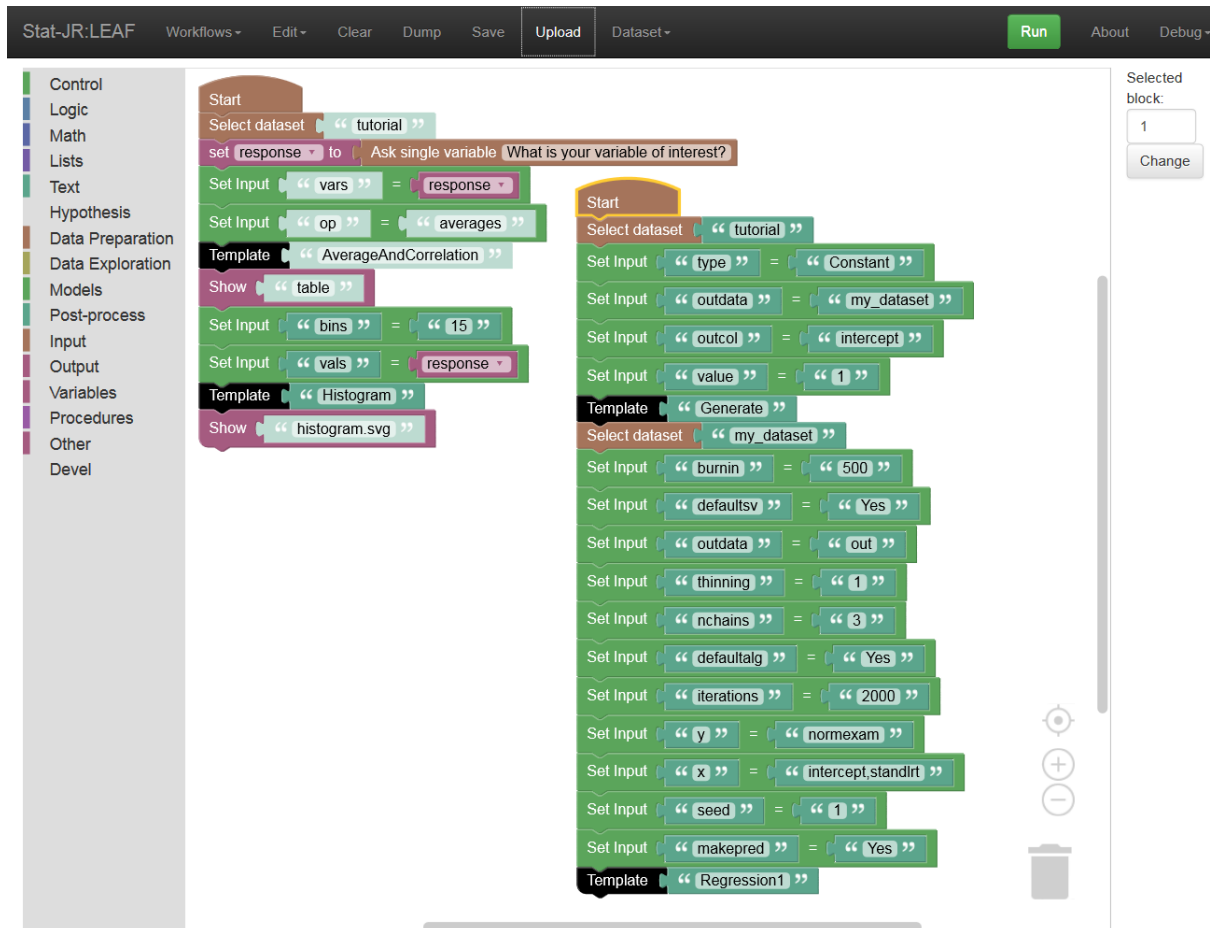 Stat-JR:LEAF Workflows Edit Clear Dump Save Upload Dataset Run About Debug
Control
Logic
Math
Lists
Text
Hypothesis
Data Preparation
Data Exploration
Models
Post-process
Input
Output
Variables
Procedures
Other
Devel
Start
Select dataset “ tutorial ”
set response to Ask single variable What is your variable of interest?
Set Input “ vars ” = response
Set Input “ op ” = “ averages ”
Template “ AverageAndCorrelation ”
Show “ table ”
Set Input “ bins ” = “ 15 ”
Set Input “ vals ” = response
Template “ Histogram ”
Show “ histogram.svg ”
Start
Select dataset “ tutorial ”
Set Input “ type ” = “ Constant ”
Set Input “ outdata ” = “ my_dataset ”
Set Input “ outcol ” = “ intercept ”
Set Input “ value ” = “ 1 ”
Template “ Generate ”
Select dataset “ my_dataset ”
Set Input “ burnin ” = “ 500 ”
Set Input “ defaultsv ” = “ Yes ”
Set Input “ outdata ” = “ out ”
Set Input “ thinning ” = “ 1 ”
Set Input “ nchains ” = “ 3 ”
Set Input “ defaultalg ” = “ Yes ”
Set Input “ iterations ” = “ 2000 ”
Set Input “ y ” = “ normexam ”
Set Input “ x ” = “ intercept,standlrt ”
Set Input “ seed ” = “ 1 ”
Set Input “ makepred ” = “ Yes ”
Template “ Regression1 ”
Selected
block:
1
Change